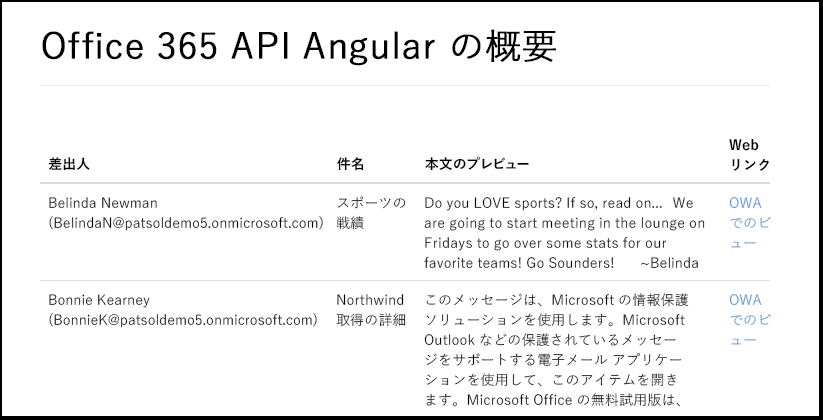 Office 365 API Angular の概要
差出人 件名 本文のプレビュー Web
リンク
Belinda Newman スポーツの Do you LOVE sports? If so, read on... We OWA
(BelindaN@patsoldemo5.onmicrosoft.com) 戦績 are going to start meeting in the lounge on でのビ
Fridays to go over some stats for our ュー
favorite teams! Go Sounders! ~Belinda
Bonnie Kearney Northwind このメッセージは、Microsoft の情報保護 OWA
(BonnieK@patsoldemo5.onmicrosoft.com) 取得の詳細 ソリューションを使用します。Microsoft でのビ
Outlook などの保護されているメッセー ュー
ジをサポートする電子メール アプリケー
ションを使用して、このアイテムを開き
ます。Microsoft Office の無料試用版は、